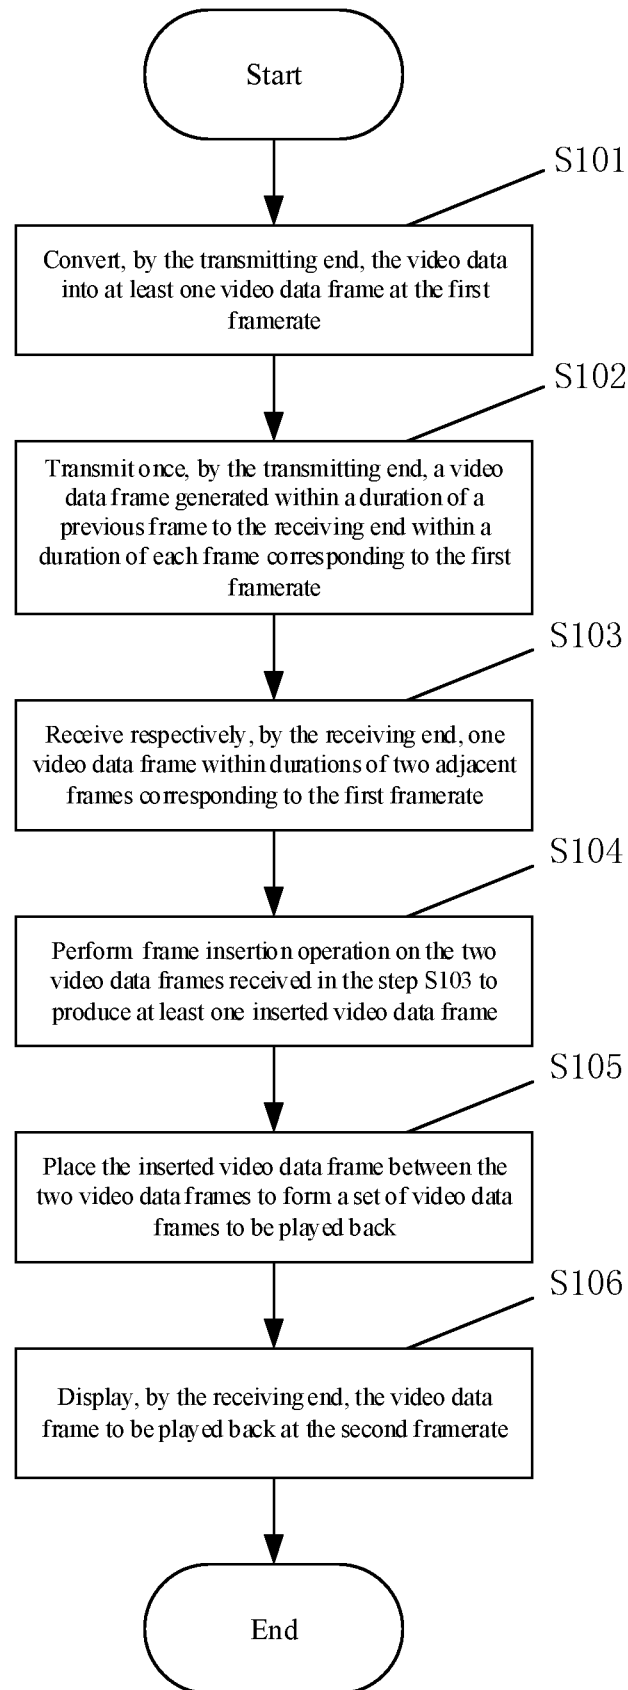 Start
S101
Convert, by the transmitting end, the video data
into at least one video data frame at the first
framerate
S102
Transmit once, by the transmitting end, a video
data frame generated within a duration of a
previous frame to the receiving end within a
duration of each frame corresponding to the first
framerate
S103
Receive respectively, by the receiving end, one
video data frame within durations of two adjacent
frames corresponding to the first framerate
S104
Perform frame insertion operation on the two
video data frames received in the step S103 to
produce at least one inserted video data frame
S105
Place the inserted video data frame between the
two video data frames to form a set of video data
frames to be played back
S106
Display, by the receiving end, the video data
frame to be played back at the second framerate
End